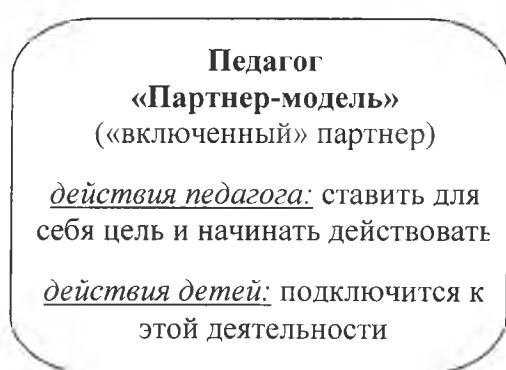 Педагог
«Партнер-модель»
(«включенный» партнер)
действия педагога: ставить для
себя цель и начинать действовать
действия детей: подключится к
этой деятельности